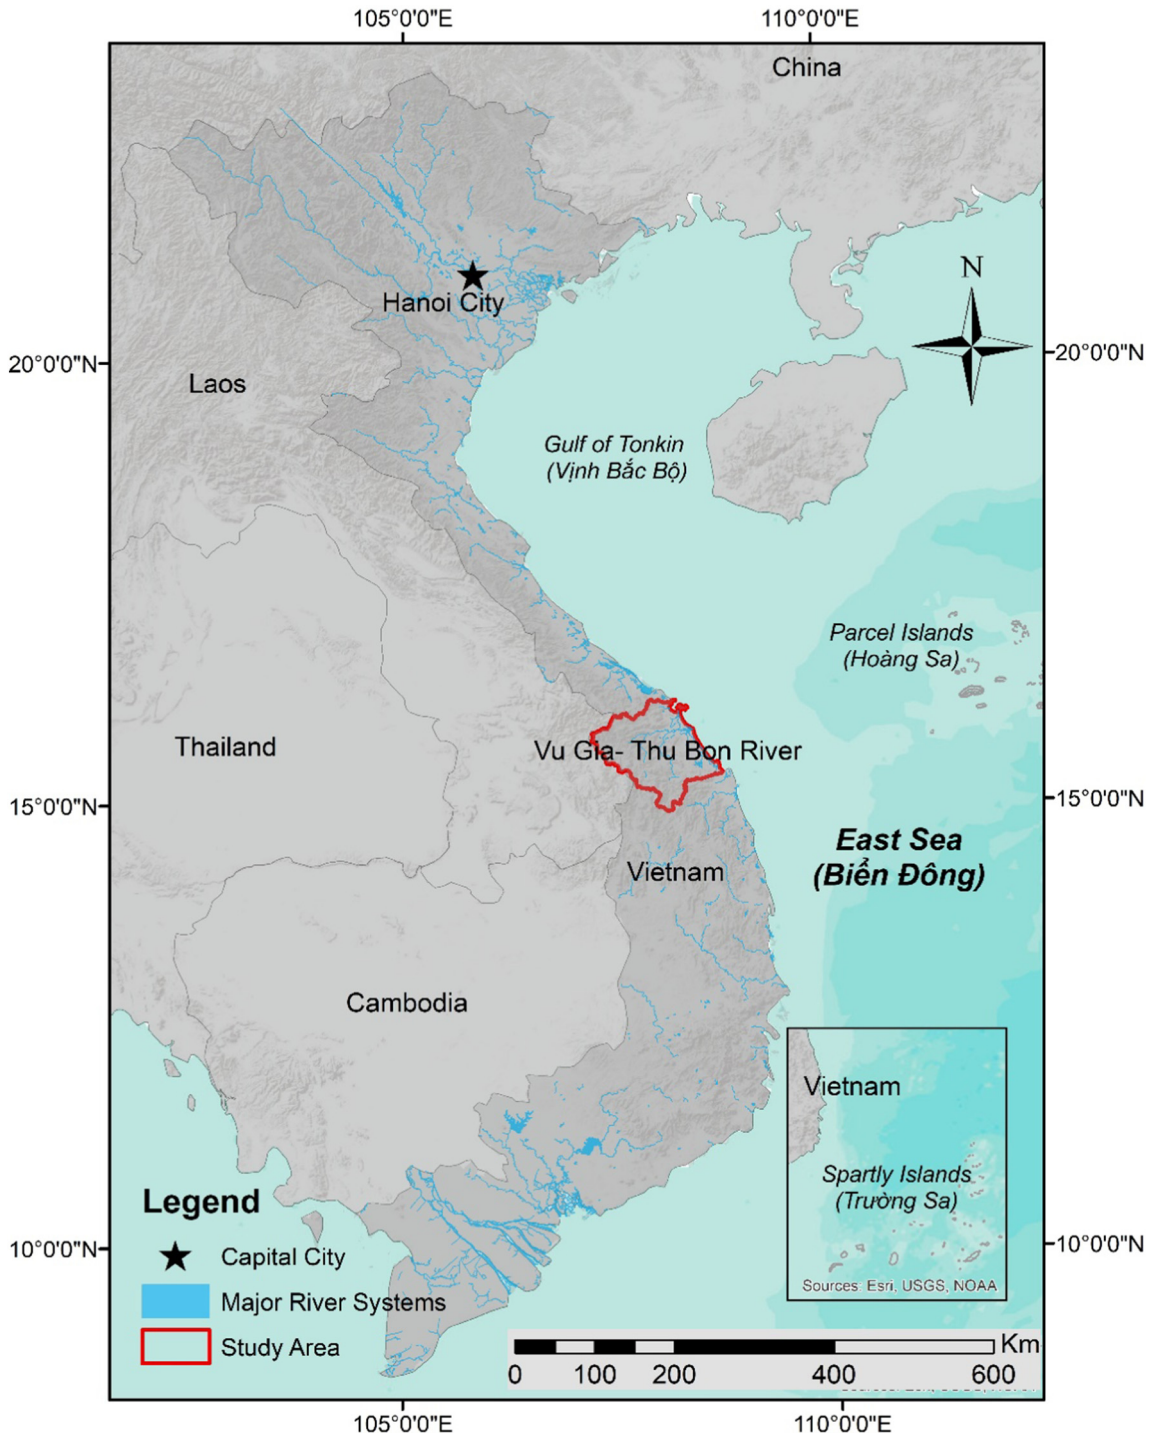 105°0'0"E
110°0'0"E
China
N
Hanoi City
20°0'0"N
20°0'0"N
Laos
Gulf of Tonkin
(Vịnh Bắc Bộ)
Parcel Islands
(Hoàng Sa)
Thailand
Vu Gia- Thu Bon River
15°0'0"N
15°0'0"N
East Sea
(Biển Đông)
Vietnam
Cambodia
Vietnam
Spartly Islands
(Trường Sa)
Sources: Esri, USGS, NOAA
10°0'0"N
10°0'0"N
Legend
Capital City
Major River Systems
Study Area
Km
0 100 200 400 600
105°0'0"E
110°0'0"E